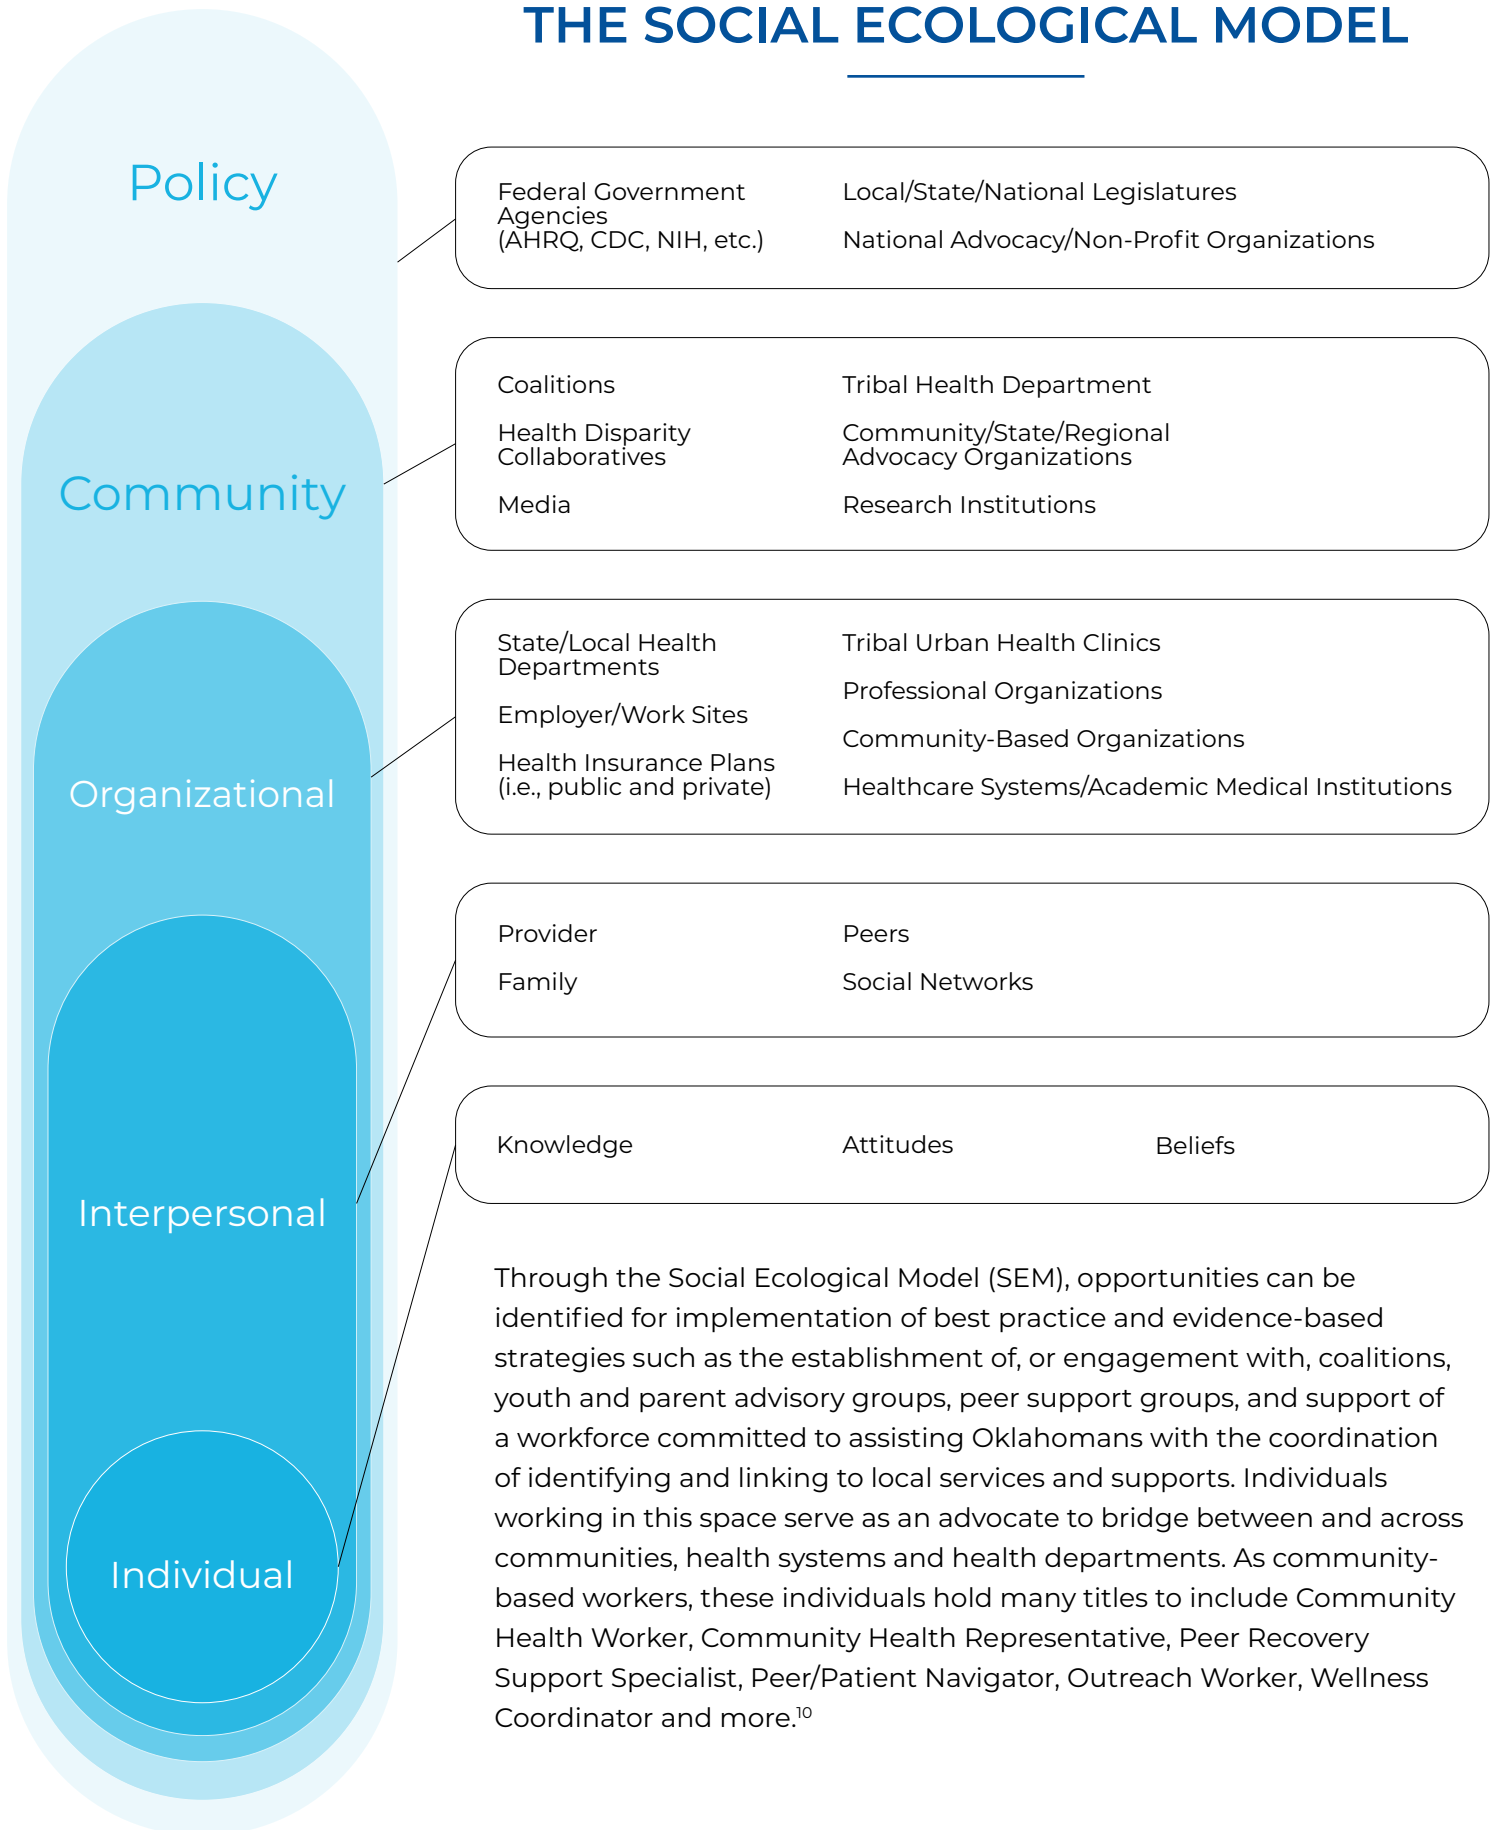 THE SOCIAL ECOLOGICAL MODEL
Policy
Federal Government
Agencies
(AHRQ, CDC, NIH, etc.)
Local/State/National Legislatures
National Advocacy/Non-Profit Organizations
Community
Coalitions
Health Disparity
Collaboratives
Media
Tribal Health Department
Community/State/Regional
Advocacy Organizations
Research Institutions
Organizational
State/Local Health
Departments
Employer/Work Sites
Health Insurance Plans
(i.e., public and private)
Tribal Urban Health Clinics
Professional Organizations
Community-Based Organizations
Healthcare Systems/Academic Medical Institutions
Interpersonal
Provider
Family
Peers
Social Networks
Individual
Knowledge
Attitudes
Beliefs
Through the Social Ecological Model (SEM), opportunities can be
identified for implementation of best practice and evidence-based
strategies such as the establishment of, or engagement with, coalitions,
youth and parent advisory groups, peer support groups, and support of
a workforce committed to assisting Oklahomans with the coordination
of identifying and linking to local services and supports. Individuals
working in this space serve as an advocate to bridge between and across
communities, health systems and health departments. As community-
based workers, these individuals hold many titles to include Community
Health Worker, Community Health Representative, Peer Recovery
Support Specialist, Peer/Patient Navigator, Outreach Worker, Wellness
Coordinator and more.¹⁰